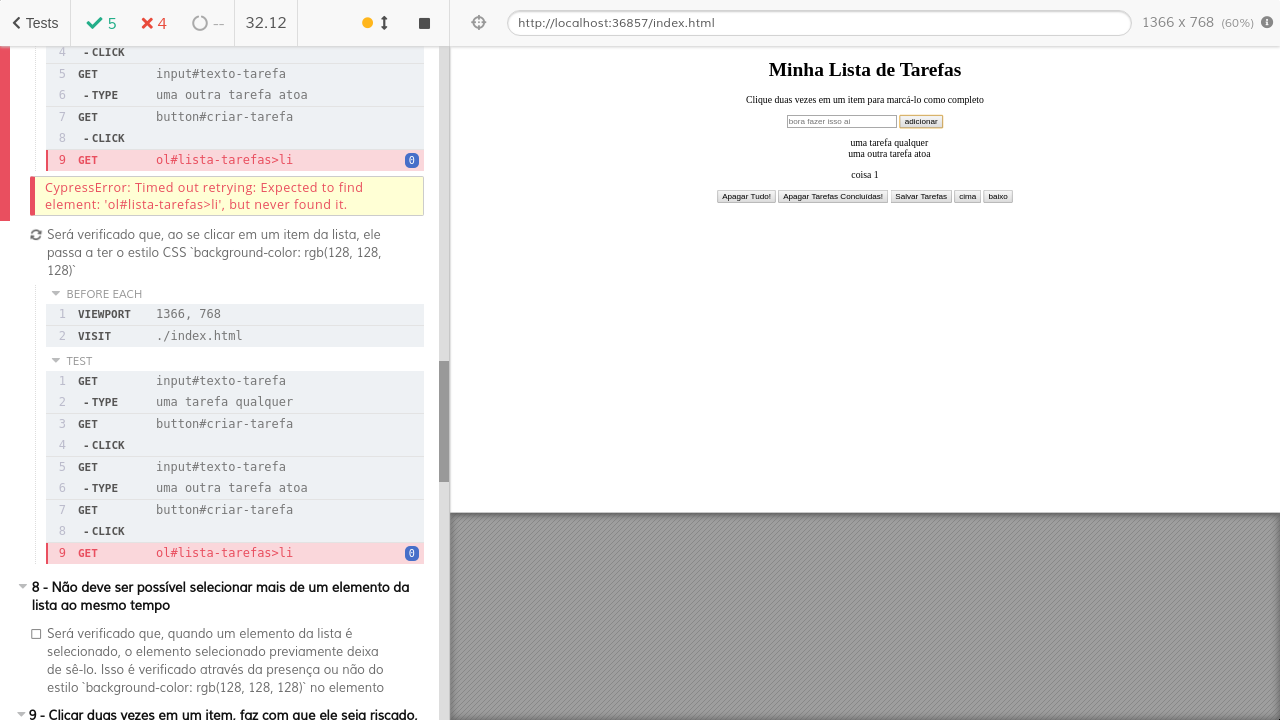 Tests
5
4
--
32.12
http://localhost:36857/index.html
1366 x 768 (60%)
4 - CLICK
5 GET input#texto-tarefa
6 - TYPE uma outra tarefa atoa
7 GET button#criar-tarefa
8 - CLICK
9 GET ol#lista-tarefas>li 0
CypressError: Timed out retrying: Expected to find
element: 'ol#lista-tarefas>li', but never found it.
Será verificado que, ao se clicar em um item da lista, ele
passa a ter o estilo CSS `background-color: rgb(128, 128,
128)`
BEFORE EACH
1 VIEWPORT 1366, 768
2 VISIT ./index.html
TEST
1 GET input#texto-tarefa
2 - TYPE uma tarefa qualquer
3 GET button#criar-tarefa
4 - CLICK
5 GET input#texto-tarefa
6 - TYPE uma outra tarefa atoa
7 GET button#criar-tarefa
8 - CLICK
9 GET ol#lista-tarefas>li 0
8 - Não deve ser possível selecionar mais de um elemento da
lista ao mesmo tempo
Será verificado que, quando um elemento da lista é
selecionado, o elemento selecionado previamente deixa
de sê-lo. Isso é verificado através da presença ou não do
estilo `background-color: rgb(128, 128, 128)` no elemento
9 - Clicar duas vezes em um item, faz com que ele seja riscado,
Minha Lista de Tarefas
Clique duas vezes em um item para marcá-lo como completo
bora fazer isso aí adicionar
uma tarefa qualquer
uma outra tarefa atoa
coisa 1
Apagar Tudo! Apagar Tarefas Concluídas! Salvar Tarefas cima baixo